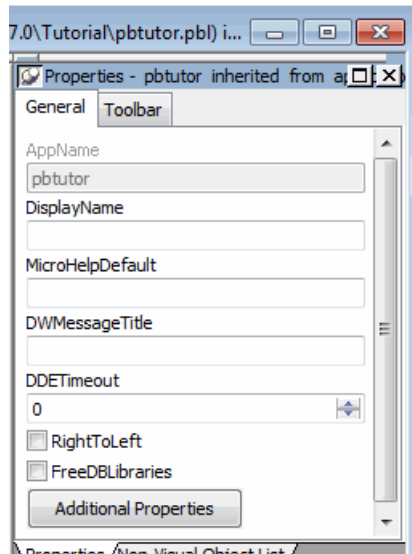 7.0\Tutorial\pbtutor.pbl) i...
Properties - pbtutor inherited from
General Toolbar
AppName
pbtutor
DisplayName
MicroHelpDefault
DWMessageTitle
DDETimeout
0
RightToLeft
FreeDBLibraries
Additional Properties
Properties Non-Visual Object List